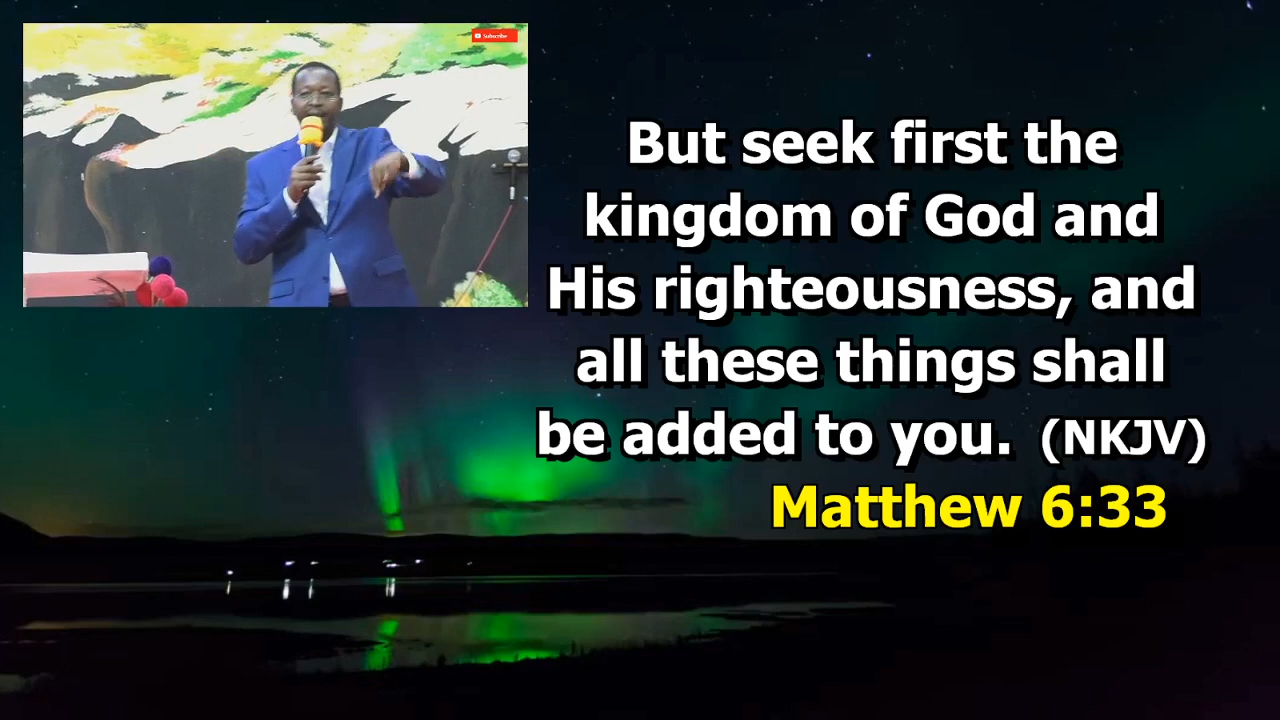 Subscribe
But seek first the
kingdom of God and
His righteousness, and
all these things shall
be added to you. (NKJV)
Matthew 6:33